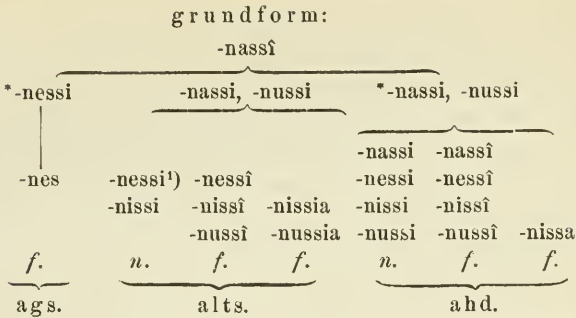 grundform:
-nassî
*-nessi -nassi, -nussi *-nassi, -nussi
-nassi -nassî
-nes -nessi¹) -nessî -nessi -nessî
-nissi -nissî -nissia -nissi -nissî
-nussî -nussia -nussi -nussî -nissa
f. n. f. f. n. f. f.
ags. alts. ahd.